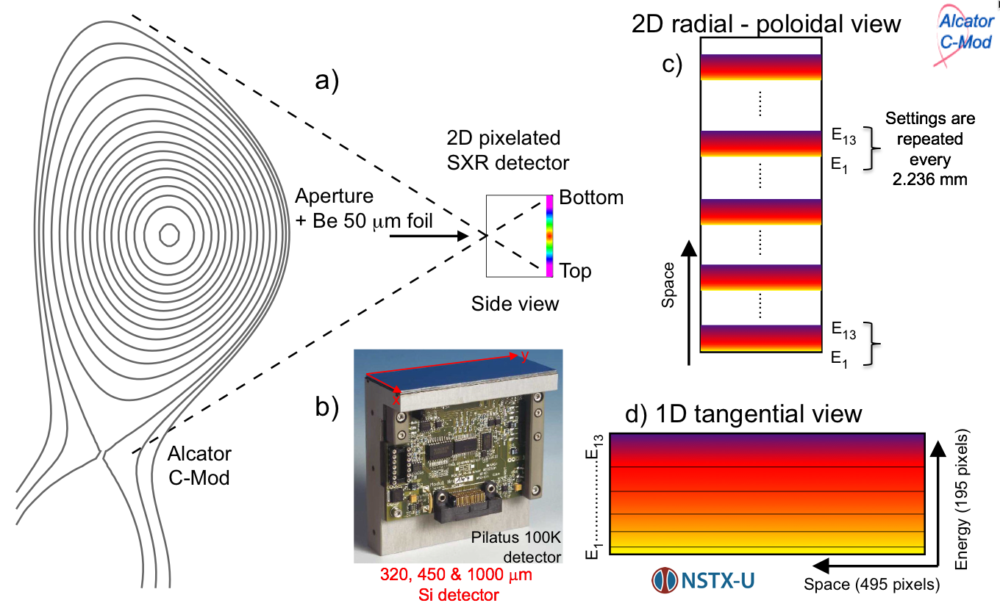 a)
2D pixelated
SXR detector
Aperture
+ Be 50 μm foil
Bottom
Top
Side view
Alcator
C-Mod
b)
y
x
Pilatus 100K
detector
320, 450 & 1000 μm
Si detector
2D radial - poloidal view
Alcator
C-Mod
c)
E13
E1
Settings are
repeated
every
2.236 mm
Space
E13
E1
d) 1D tangential view
E13
E1
Energy (195 pixels)
Space (495 pixels)
NSTX-U